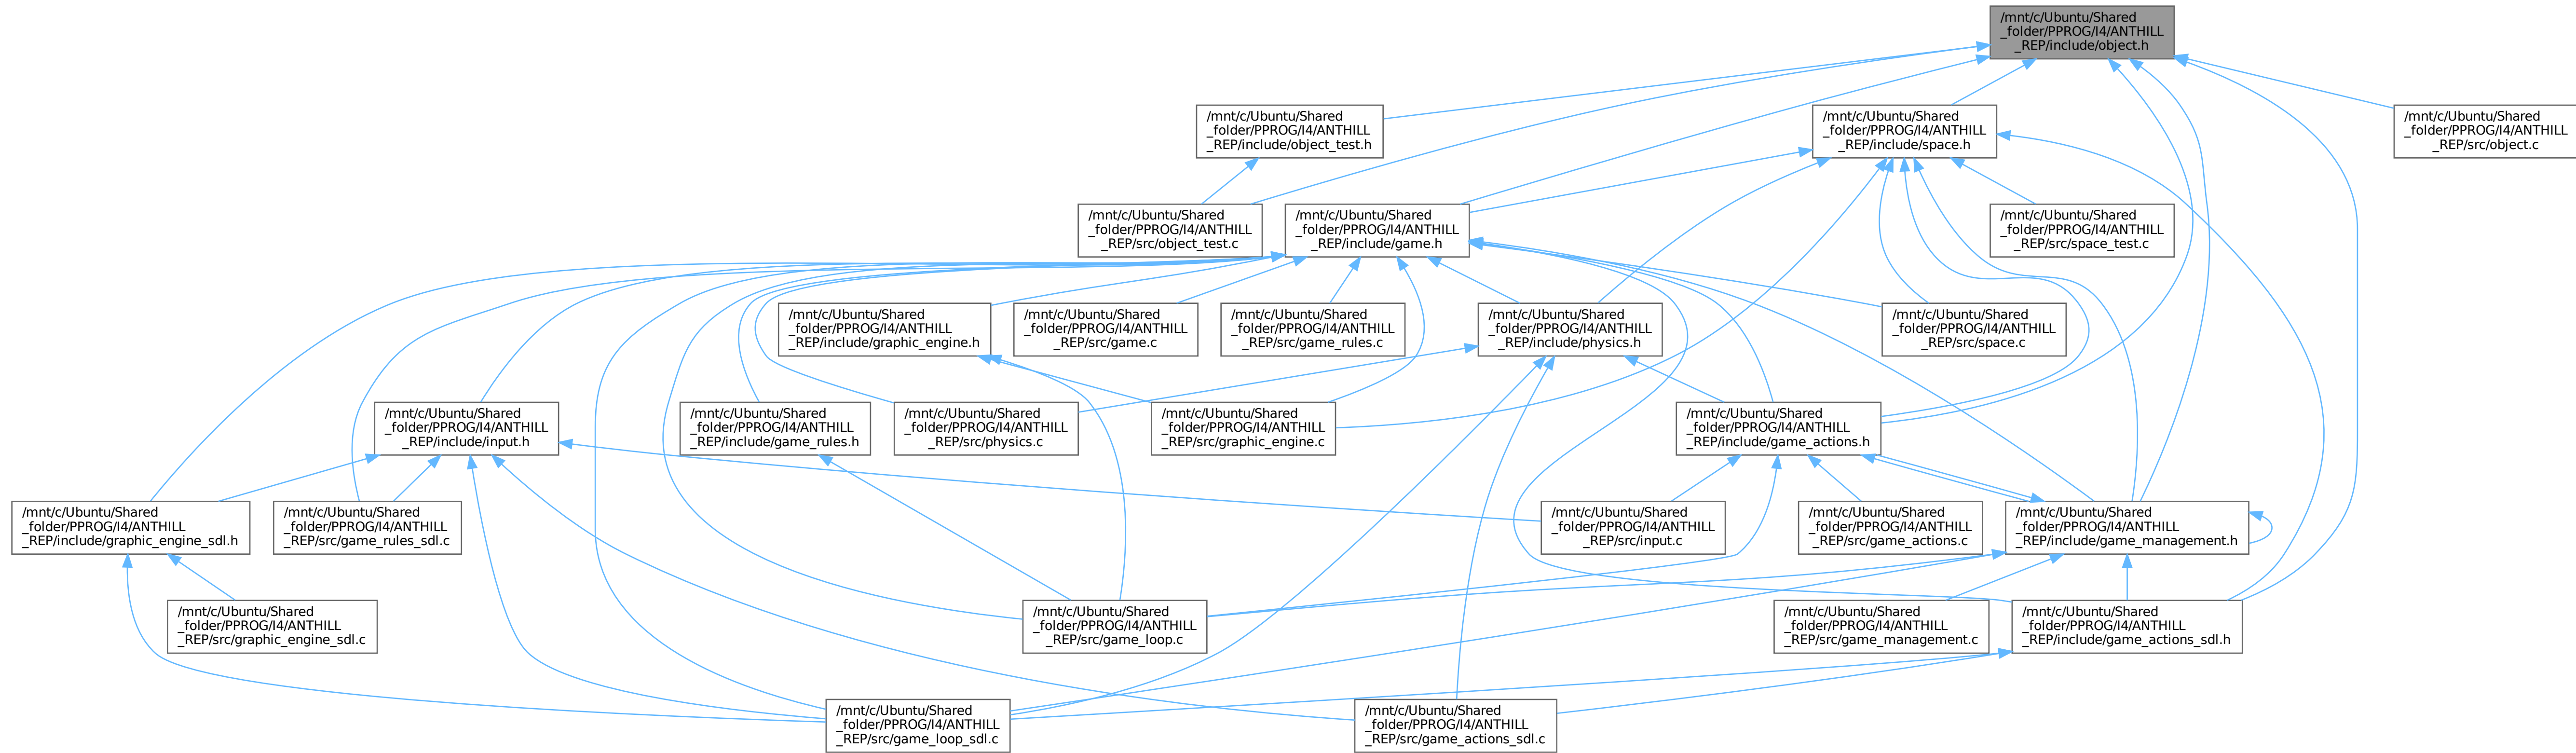 /mnt/c/Ubuntu/Shared
_folder/PPROG/I4/ANTHILL
_REP/include/object.h
/mnt/c/Ubuntu/Shared
_folder/PPROG/I4/ANTHILL
_REP/include/object_test.h
/mnt/c/Ubuntu/Shared
_folder/PPROG/I4/ANTHILL
_REP/include/space.h
/mnt/c/Ubuntu/Shared
_folder/PPROG/I4/ANTHILL
_REP/src/object.c
/mnt/c/Ubuntu/Shared
_folder/PPROG/I4/ANTHILL
_REP/src/object_test.c
/mnt/c/Ubuntu/Shared
_folder/PPROG/I4/ANTHILL
_REP/include/game.h
/mnt/c/Ubuntu/Shared
_folder/PPROG/I4/ANTHILL
_REP/src/space_test.c
/mnt/c/Ubuntu/Shared
_folder/PPROG/I4/ANTHILL
_REP/include/graphic_engine.h
/mnt/c/Ubuntu/Shared
_folder/PPROG/I4/ANTHILL
_REP/src/game.c
/mnt/c/Ubuntu/Shared
_folder/PPROG/I4/ANTHILL
_REP/src/game_rules.c
/mnt/c/Ubuntu/Shared
_folder/PPROG/I4/ANTHILL
_REP/include/physics.h
/mnt/c/Ubuntu/Shared
_folder/PPROG/I4/ANTHILL
_REP/src/space.c
/mnt/c/Ubuntu/Shared
_folder/PPROG/I4/ANTHILL
_REP/include/input.h
/mnt/c/Ubuntu/Shared
_folder/PPROG/I4/ANTHILL
_REP/include/game_rules.h
/mnt/c/Ubuntu/Shared
_folder/PPROG/I4/ANTHILL
_REP/src/physics.c
/mnt/c/Ubuntu/Shared
_folder/PPROG/I4/ANTHILL
_REP/src/graphic_engine.c
/mnt/c/Ubuntu/Shared
_folder/PPROG/I4/ANTHILL
_REP/include/game_actions.h
/mnt/c/Ubuntu/Shared
_folder/PPROG/I4/ANTHILL
_REP/include/graphic_engine_sdl.h
/mnt/c/Ubuntu/Shared
_folder/PPROG/I4/ANTHILL
_REP/src/game_rules_sdl.c
/mnt/c/Ubuntu/Shared
_folder/PPROG/I4/ANTHILL
_REP/src/input.c
/mnt/c/Ubuntu/Shared
_folder/PPROG/I4/ANTHILL
_REP/src/game_actions.c
/mnt/c/Ubuntu/Shared
_folder/PPROG/I4/ANTHILL
_REP/include/game_management.h
/mnt/c/Ubuntu/Shared
_folder/PPROG/I4/ANTHILL
_REP/src/graphic_engine_sdl.c
/mnt/c/Ubuntu/Shared
_folder/PPROG/I4/ANTHILL
_REP/src/game_loop.c
/mnt/c/Ubuntu/Shared
_folder/PPROG/I4/ANTHILL
_REP/src/game_management.c
/mnt/c/Ubuntu/Shared
_folder/PPROG/I4/ANTHILL
_REP/include/game_actions_sdl.h
/mnt/c/Ubuntu/Shared
_folder/PPROG/I4/ANTHILL
_REP/src/game_loop_sdl.c
/mnt/c/Ubuntu/Shared
_folder/PPROG/I4/ANTHILL
_REP/src/game_actions_sdl.c